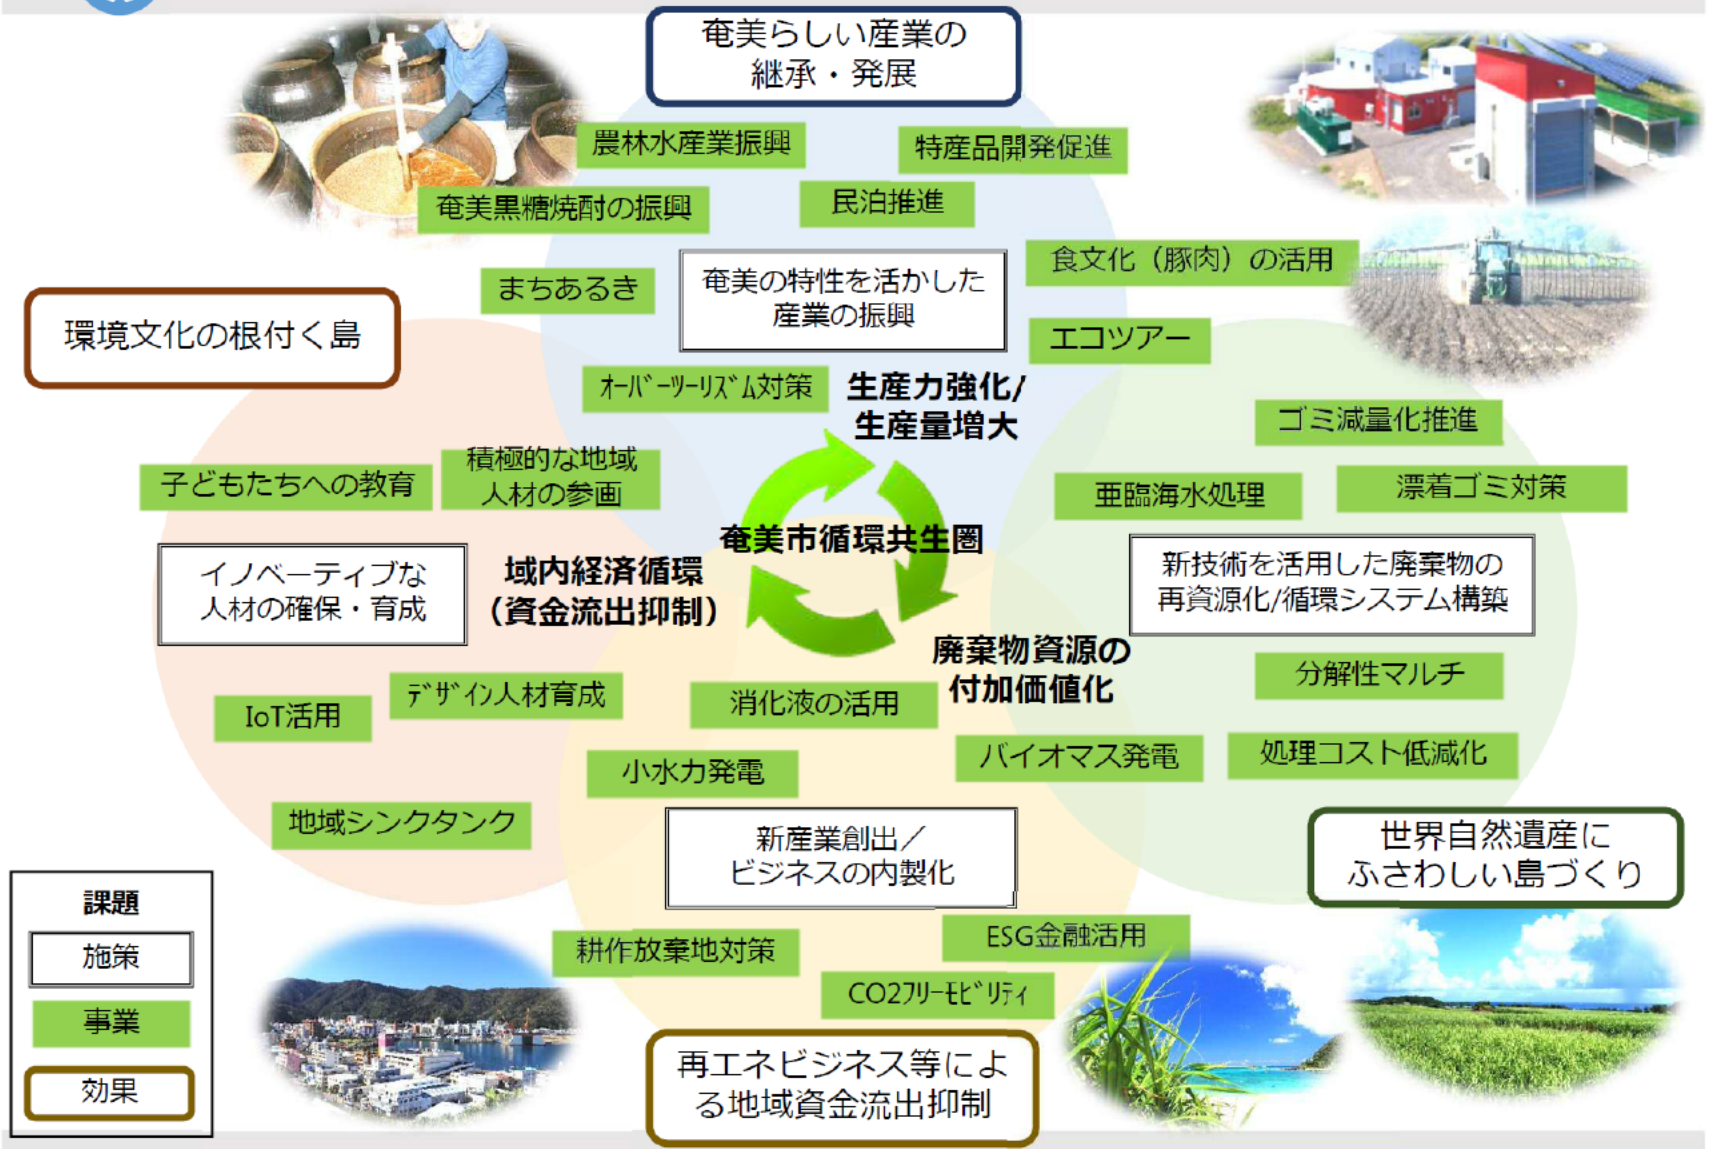 奄美らしい産業の
継承・発展
農林水産業振興
特産品開発促進
奄美黒糖焼酎の振興
民泊推進
食文化（豚肉）の活用
まちあるき
奄美の特性を活かした
産業の振興
環境文化の根付く島
エコツアー
ｵｰﾊﾞｰﾂｰﾘｽﾞﾑ対策
生産力強化/
生産量増大
ゴミ減量化推進
子どもたちへの教育
積極的な地域
人材の参画
亜臨海水処理
漂着ゴミ対策
奄美市循環共生圏
イノベーティブな
人材の確保・育成
域内経済循環
（資金流出抑制）
新技術を活用した廃棄物の
再資源化/循環システム構築
廃棄物資源の
付加価値化
分解性マルチ
IoT活用
ﾃﾞｻﾞｲﾝ人材育成
消化液の活用
小水力発電
バイオマス発電
処理コスト低減化
地域シンクタンク
新産業創出／
ビジネスの内製化
世界自然遺産に
ふさわしい島づくり
耕作放棄地対策
ESG金融活用
CO2ﾌﾘｰﾓﾋﾞﾘﾃｨ
再エネビジネス等によ
る地域資金流出抑制
課題
施策
事業
効果